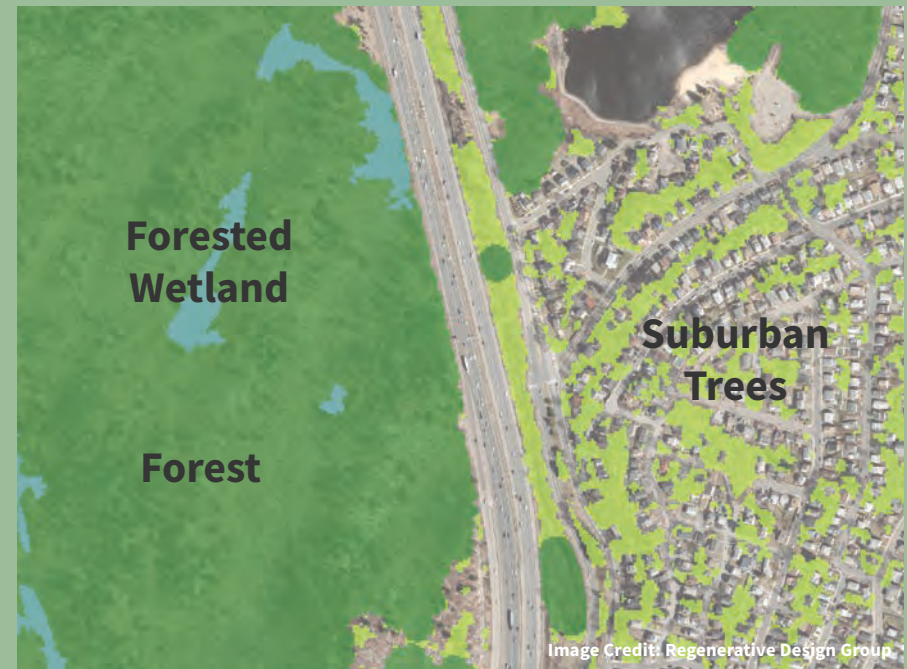 Forested
Wetland
Suburban
Trees
Forest
Image Credit: Regenerative Design Group